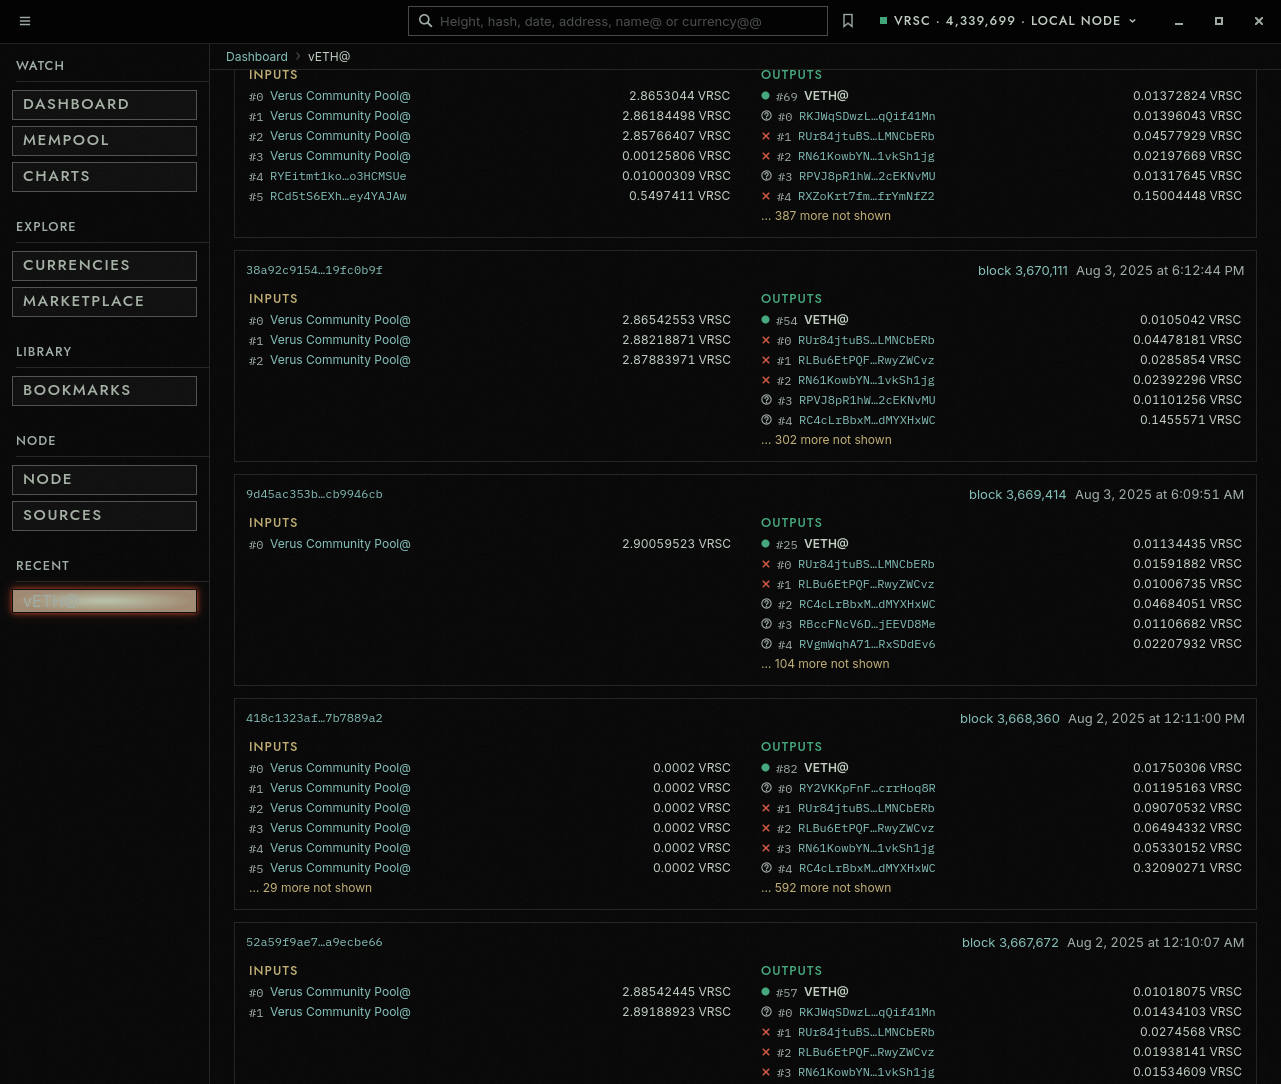 Height, hash, date, address, name@ or currency@@
VRSC · 4,339,699 · LOCAL NODE
WATCH
DASHBOARD
MEMPOOL
CHARTS
EXPLORE
CURRENCIES
MARKETPLACE
LIBRARY
BOOKMARKS
NODE
NODE
SOURCES
RECENT
vETH@
Dashboard › vETH@
INPUTS
#0 Verus Community Pool@ 2.8653044 VRSC
#1 Verus Community Pool@ 2.86184498 VRSC
#2 Verus Community Pool@ 2.85766407 VRSC
#3 Verus Community Pool@ 0.00125806 VRSC
#4 RYEitmt1ko…o3HCMSUe 0.01000309 VRSC
#5 RCd5tS6EXh…ey4YAJAw 0.5497411 VRSC
OUTPUTS
#69 VETH@ 0.01372824 VRSC
#0 RKJWqSDwzL…qQif41Mn 0.01396043 VRSC
#1 RUr84jtuBS…LMNCbERb 0.04577929 VRSC
#2 RN61KowbYN…1vkSh1jg 0.02197669 VRSC
#3 RPVJ8pR1hW…2cEKNvMU 0.01317645 VRSC
#4 RXZoKrt7fm…frYmNfZ2 0.15004448 VRSC
... 387 more not shown
38a92c9154…19fc0b9f
block 3,670,111 Aug 3, 2025 at 6:12:44 PM
INPUTS
#0 Verus Community Pool@ 2.86542553 VRSC
#1 Verus Community Pool@ 2.88218871 VRSC
#2 Verus Community Pool@ 2.87883971 VRSC
OUTPUTS
#54 VETH@ 0.0105042 VRSC
#0 RUr84jtuBS…LMNCbERb 0.04478181 VRSC
#1 RLBu6EtPQF…RwyZWCvz 0.0285854 VRSC
#2 RN61KowbYN…1vkSh1jg 0.02392296 VRSC
#3 RPVJ8pR1hW…2cEKNvMU 0.01101256 VRSC
#4 RC4cLrBbxM…dMYXHxWC 0.1455571 VRSC
... 302 more not shown
9d45ac353b…cb9946cb
block 3,669,414 Aug 3, 2025 at 6:09:51 AM
INPUTS
#0 Verus Community Pool@ 2.90059523 VRSC
OUTPUTS
#25 VETH@ 0.01134435 VRSC
#0 RUr84jtuBS…LMNCbERb 0.01591882 VRSC
#1 RLBu6EtPQF…RwyZWCvz 0.01006735 VRSC
#2 RC4cLrBbxM…dMYXHxWC 0.04684051 VRSC
#3 RBccFNcV6D…jEEVD8Me 0.01106682 VRSC
#4 RVgmWqhA71…RxSDdEv6 0.02207932 VRSC
... 104 more not shown
418c1323af…7b7889a2
block 3,668,360 Aug 2, 2025 at 12:11:00 PM
INPUTS
#0 Verus Community Pool@ 0.0002 VRSC
#1 Verus Community Pool@ 0.0002 VRSC
#2 Verus Community Pool@ 0.0002 VRSC
#3 Verus Community Pool@ 0.0002 VRSC
#4 Verus Community Pool@ 0.0002 VRSC
#5 Verus Community Pool@ 0.0002 VRSC
... 29 more not shown
OUTPUTS
#82 VETH@ 0.01750306 VRSC
#0 RY2VKKpFnF…crrHoq8R 0.01195163 VRSC
#1 RUr84jtuBS…LMNCbERb 0.09070532 VRSC
#2 RLBu6EtPQF…RwyZWCvz 0.06494332 VRSC
#3 RN61KowbYN…1vkSh1jg 0.05330152 VRSC
#4 RC4cLrBbxM…dMYXHxWC 0.32090271 VRSC
... 592 more not shown
52a59f9ae7…a9ecbe66
block 3,667,672 Aug 2, 2025 at 12:10:07 AM
INPUTS
#0 Verus Community Pool@ 2.88542445 VRSC
#1 Verus Community Pool@ 2.89188923 VRSC
OUTPUTS
#57 VETH@ 0.01018075 VRSC
#0 RKJWqSDwzL…qQif41Mn 0.01434103 VRSC
#1 RUr84jtuBS…LMNCbERb 0.0274568 VRSC
#2 RLBu6EtPQF…RwyZWCvz 0.01938141 VRSC
#3 RN61KowbYN…1vkSh1jg 0.01534609 VRSC